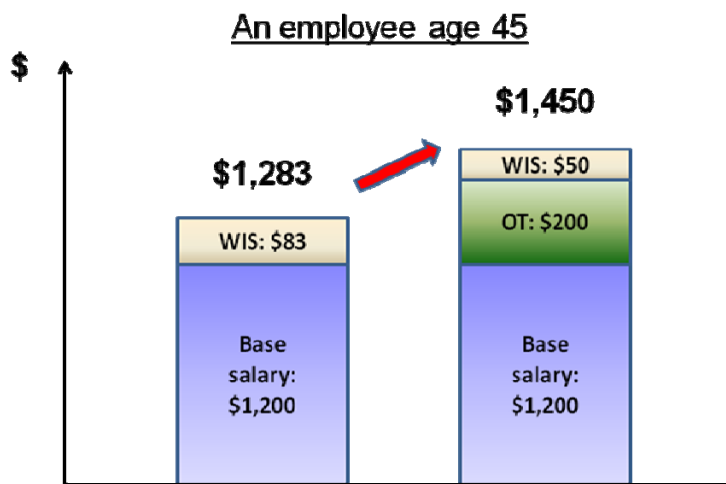 An employee age 45
$
$1,450
$1,283
WIS: $50
OT: $200
WIS: $83
Base
salary:
$1,200
Base
salary:
$1,200